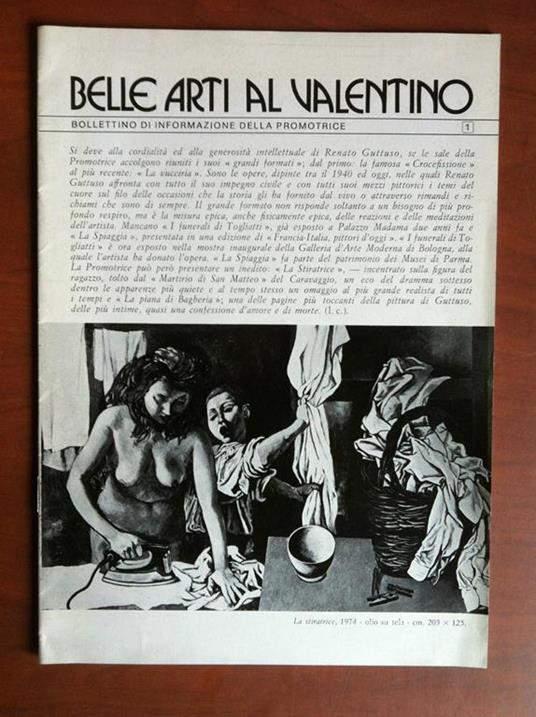 BELLE ARTI AL VALENTINO
BOLLETTINO DI INFORMAZIONE DELLA PROMOTRICE 1
Si deve alla cordialità ed alla generosità intellettuale di Renato Guttuso, se le sale della
Promotrice accolgono riuniti i suoi « grandi formati »; dal primo: la famosa « Crocefissione »
al più recente: « La vucciria ». Sono le opere, dipinte tra il 1940 ed oggi, nelle quali Renato
Guttuso affronta con tutto il suo impegno civile e con tutti suoi mezzi pittorici i temi del
cuore sul filo delle occasioni che la storia gli ha fornito dal vivo o attraverso rimandi e ri-
chiami che sono di sempre. Il grande formato non risponde soltanto a un bisogno di più pro-
fondo respiro, ma è la misura epica, anche fisicamente epica, delle reazioni e delle meditazioni
dell'artista. Mancano « I funerali di Togliatti », già esposto a Palazzo Madama due anni fa e
« La Spiaggia », presentata in una edizione di « Francia-Italia, pittori d'oggi ». « I funerali di To-
gliatti » è ora esposto nella mostra inaugurale della Galleria d'Arte Moderna di Bologna, alla
quale l'artista ha donato l'opera. « La Spiaggia » fa parte del patrimonio dei Musei di Parma.
La Promotrice può però presentare un inedito: « La Stiratrice », — incentrato sulla figura del
ragazzo, tolto dal « Martirio di San Matteo » del Caravaggio, un eco del dramma sottesso
dentro le apparenze più quiete e al tempo stesso un omaggio al più grande realista di tutti
i tempi e « La piana di Bagheria »; una delle pagine più toccanti della pittura di Guttuso,
delle più intime, quasi una confessione d'amore e di morte. (l. c.).
La stiratrice, 1974 - olio su tela - cm. 203 × 125.